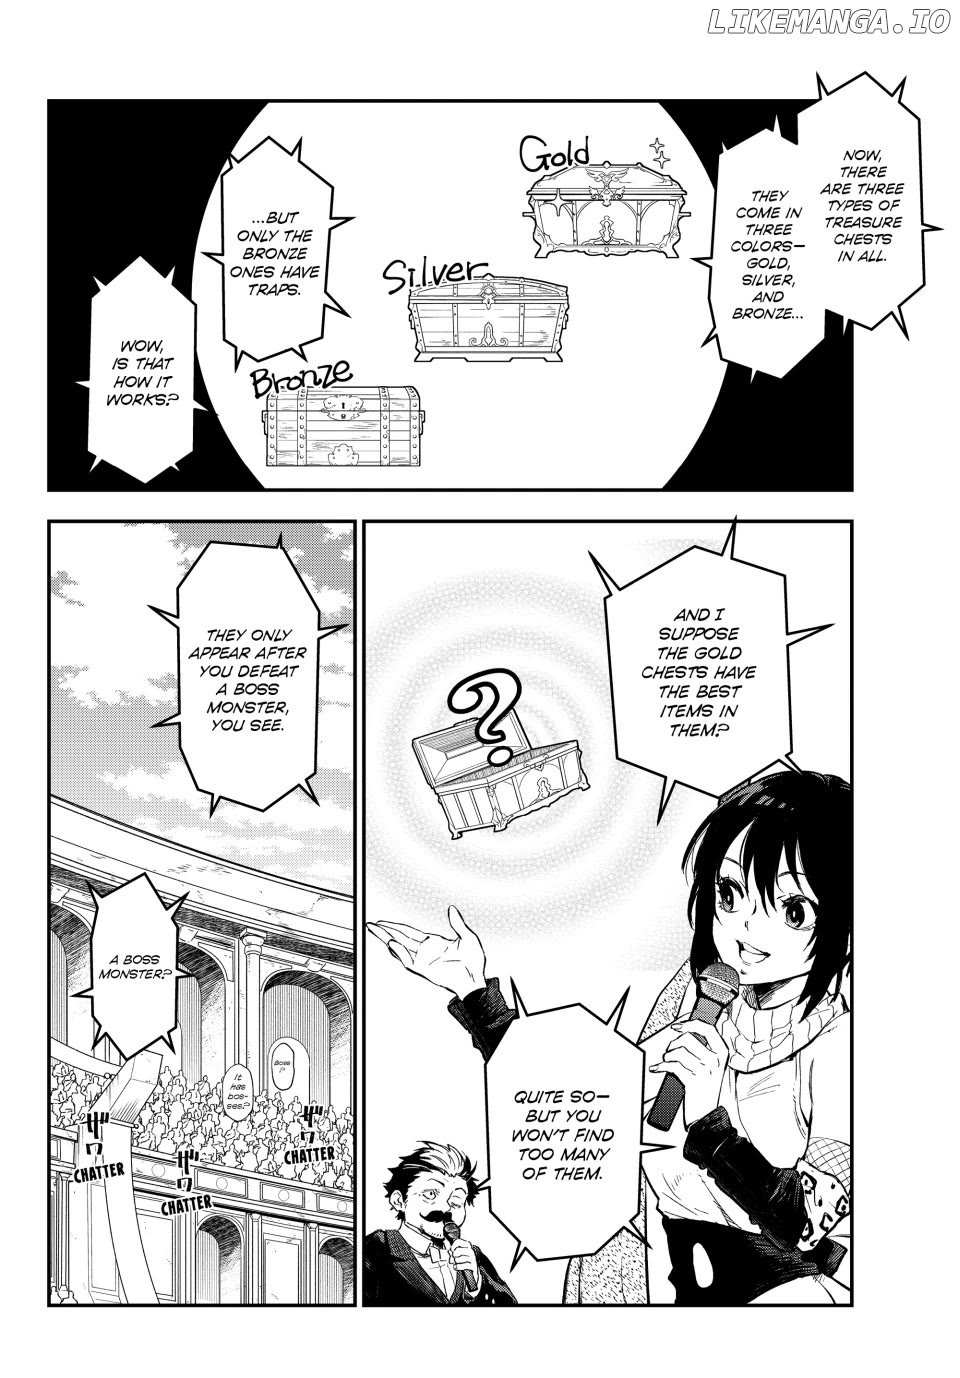 LIKEMANGA.IO
NOW,
THERE
ARE THREE
TYPES OF
TREASURE
CHESTS
IN ALL.
THEY
COME IN
THREE
COLORS—
GOLD,
SILVER,
AND
BRONZE...
Gold
Silver
Bronze
...BUT
ONLY THE
BRONZE
ONES HAVE
TRAPS.
WOW,
IS THAT
HOW IT
WORKS?
AND I
SUPPOSE
THE GOLD
CHESTS HAVE
THE BEST
ITEMS IN
THEM?
?
QUITE SO—
BUT YOU
WON'T FIND
TOO MANY
OF THEM.
THEY ONLY
APPEAR AFTER
YOU DEFEAT
A BOSS
MONSTER,
YOU SEE.
A BOSS
MONSTER?
Boss
?
It has
bos-
ses?
ザワ
CHATTER
ザワ
CHATTER
ザワ
CHATTER